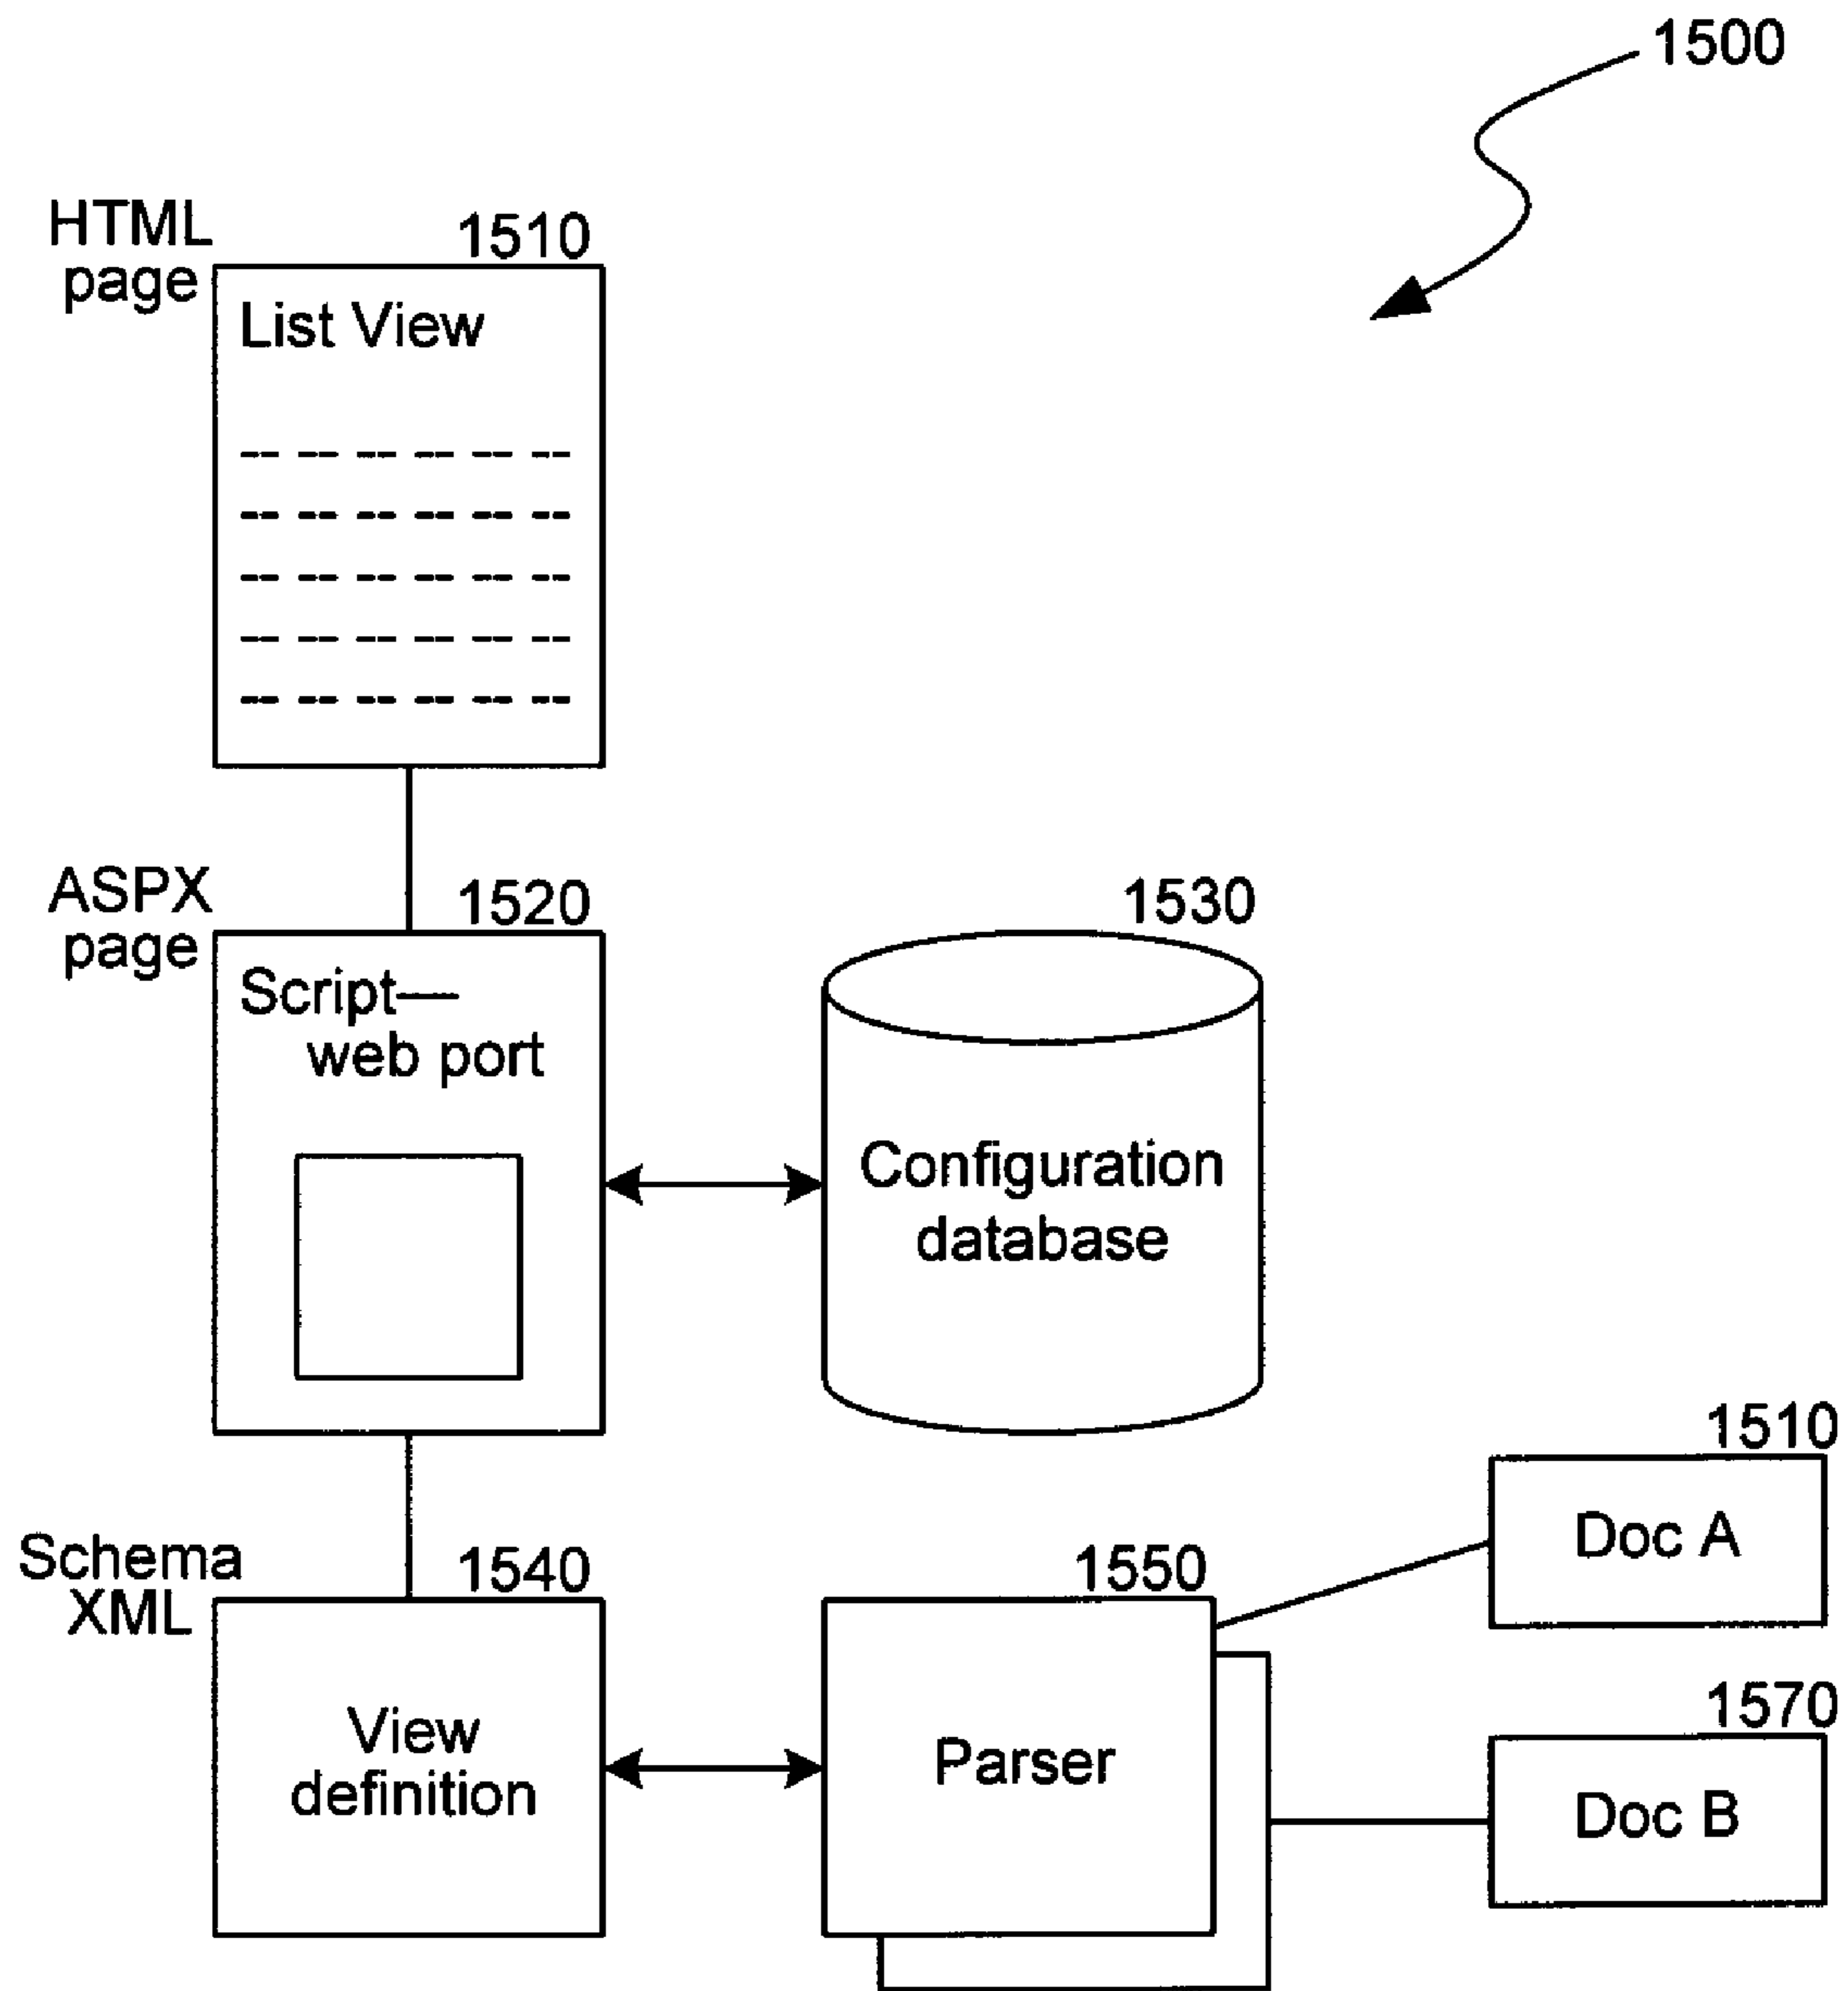 1500
HTML
page
1510
List View
ASPX
page
1520
Script—
web port
1530
Configuration
database
Schema
XML
1540
View
definition
1550
Parser
1510
Doc A
1570
Doc B